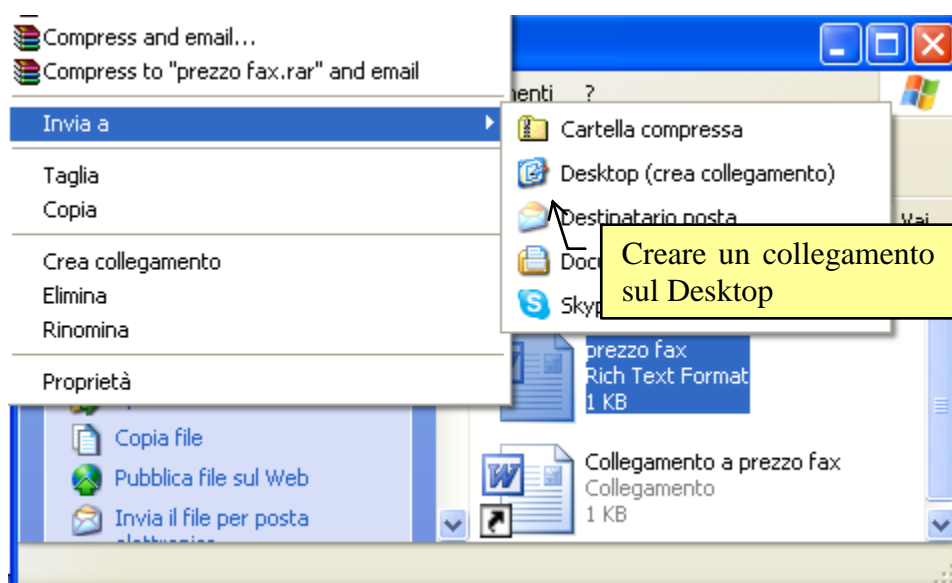 Compress and email...
Compress to "prezzo fax.rar" and email
Invia a
Taglia
Copia
Crea collegamento
Elimina
Rinomina
Proprietà
?
Cartella compressa
Desktop (crea collegamento)
Destinatario posta
Vai
Creare un collegamento
sul Desktop
prezzo fax
Rich Text Format
1 KB
Collegamento a prezzo fax
Collegamento
1 KB
Copia file
Pubblica file sul Web
Invia il file per posta